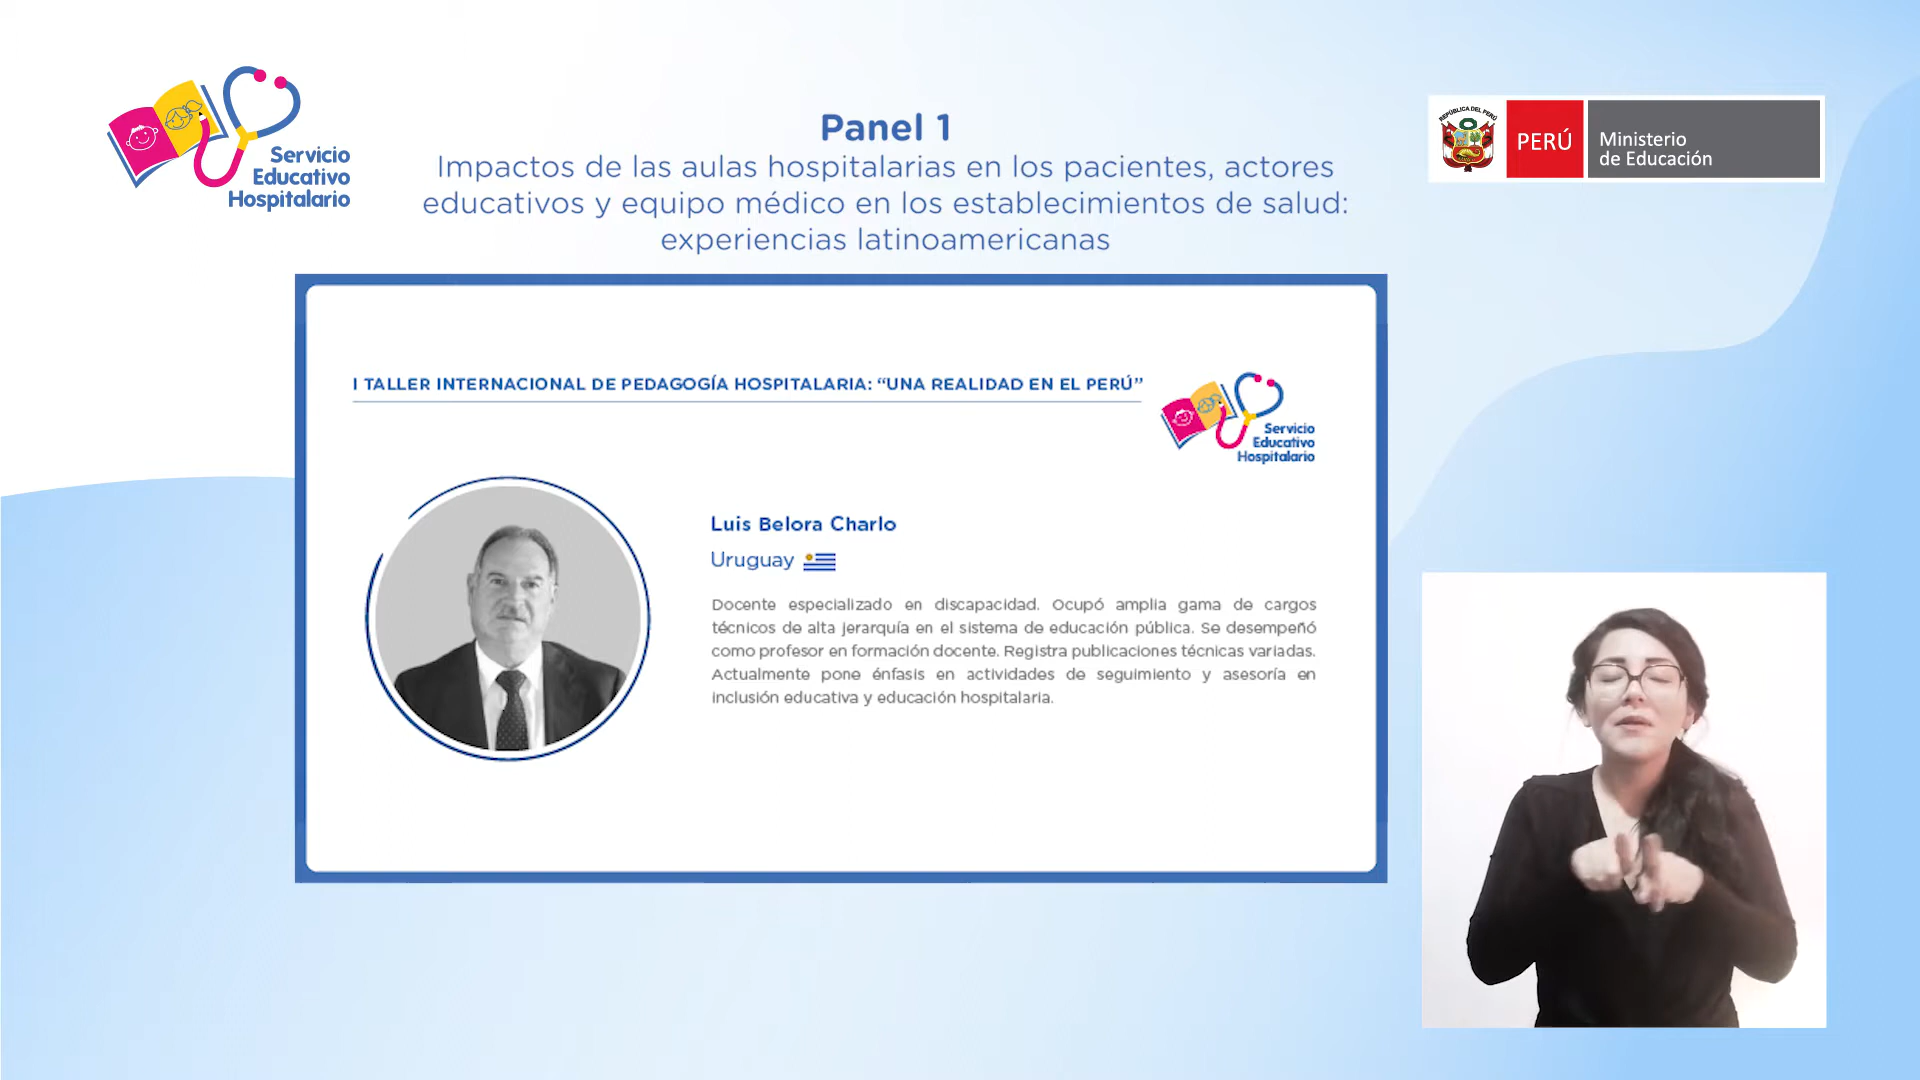 Servicio
Educativo
Hospitalario
Panel 1
Impactos de las aulas hospitalarias en los pacientes, actores
educativos y equipo médico en los establecimientos de salud:
experiencias latinoamericanas
REPÚBLICA DEL PERÚ
PERÚ
Ministerio
de Educación
I TALLER INTERNACIONAL DE PEDAGOGÍA HOSPITALARIA: “UNA REALIDAD EN EL PERÚ”
Servicio
Educativo
Hospitalario
Luis Belora Charlo
Uruguay
Docente especializado en discapacidad. Ocupó amplia gama de cargos
técnicos de alta jerarquía en el sistema de educación pública. Se desempeñó
como profesor en formación docente. Registra publicaciones técnicas variadas.
Actualmente pone énfasis en actividades de seguimiento y asesoría en
inclusión educativa y educación hospitalaria.